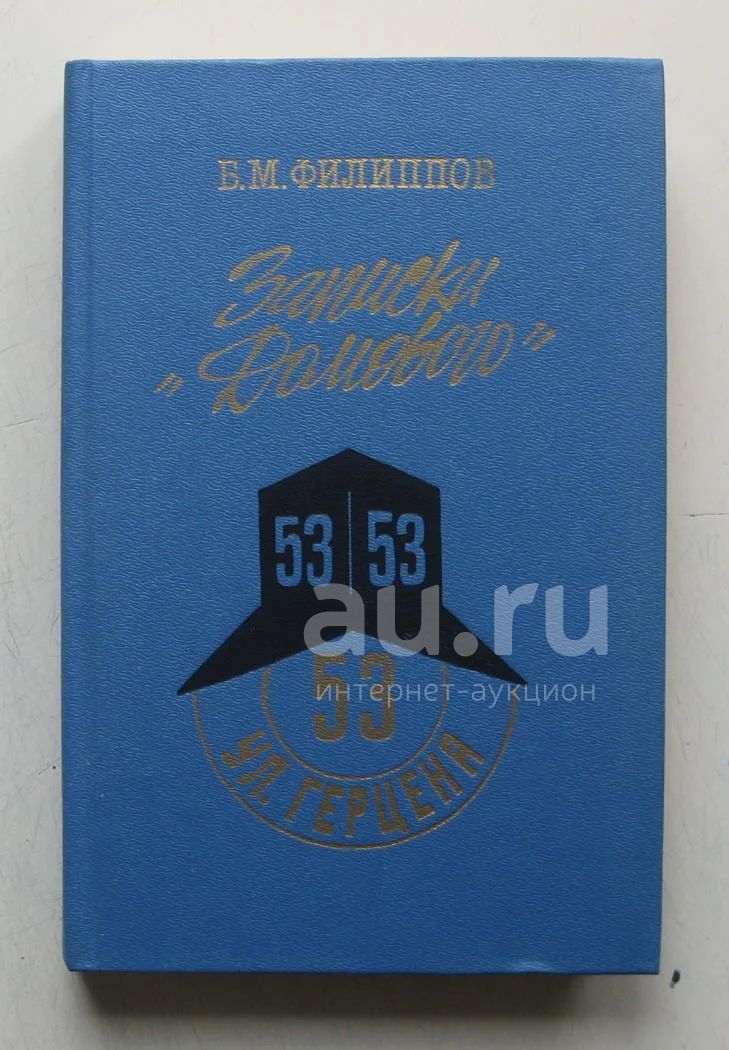 Б.М.ФИЛИППОВ
Записки
"Домового"
53 53
au.ru
интернет-аукцион
53
УЛ. ГЕРЦЕНА